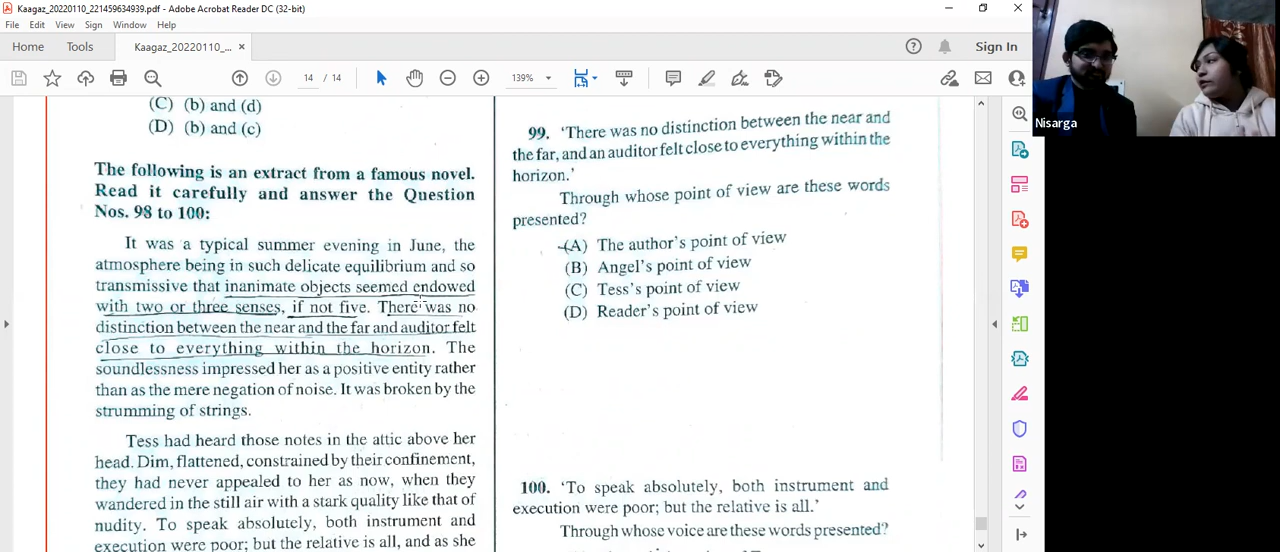 Kaagaz_20220110_221459634939.pdf - Adobe Acrobat Reader DC (32-bit)
File Edit View Sign Window Help
Home Tools Kaagaz_20220110_... × Sign In
14 / 14 139%
Nisarga
(C) (b) and (d)
(D) (b) and (c)
The following is an extract from a famous novel.
Read it carefully and answer the Question
Nos. 98 to 100:
It was a typical summer evening in June, the
atmosphere being in such delicate equilibrium and so
transmissive that inanimate objects seemed endowed
with two or three senses, if not five. There was no
distinction between the near and the far and auditor felt
close to everything within the horizon. The
soundlessness impressed her as a positive entity rather
than as the mere negation of noise. It was broken by the
strumming of strings.
Tess had heard those notes in the attic above her
head. Dim, flattened, constrained by their confinement,
they had never appealed to her as now, when they
wandered in the still air with a stark quality like that of
nudity. To speak absolutely, both instrument and
execution were poor; but the relative is all, and as she
99. 'There was no distinction between the near and
the far, and an auditor felt close to everything within the
horizon.'
Through whose point of view are these words
presented?
(A) The author's point of view
(B) Angel's point of view
(C) Tess's point of view
(D) Reader's point of view
100. 'To speak absolutely, both instrument and
execution were poor; but the relative is all.'
Through whose voice are these words presented?